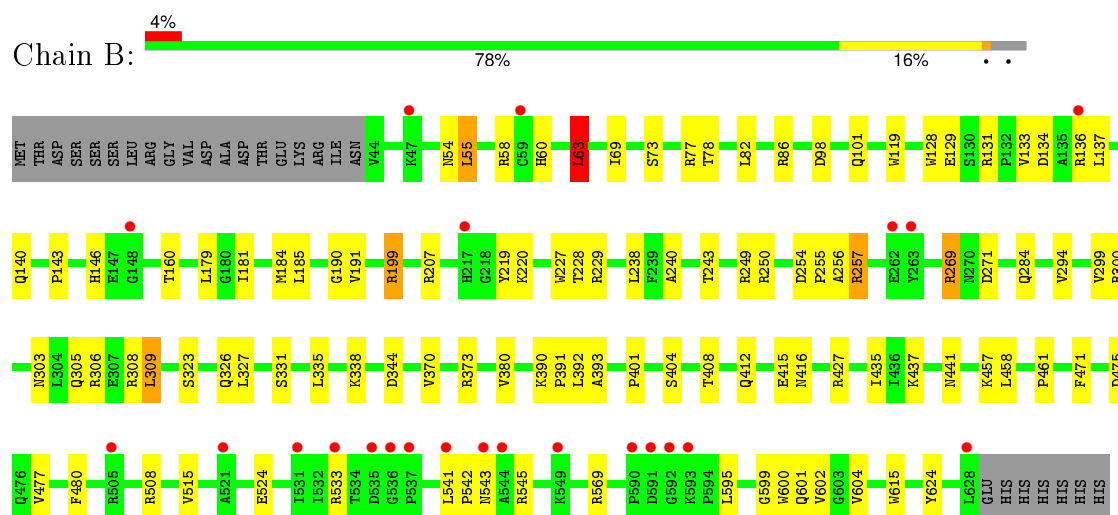 4%
Chain B:
78% 16% • •
MET THR ASP SER SER SER LEU ARG GLY VAL ASP ALA ASP THR GLU LYS ARG ILE ASN V44 K47 N54 L55 R58 C59 H60 L63 I69 S73 R77 T78 L82 R86 D98 Q101 W119 W128 E129 S130 R131 P132 V133 D134 A135 R136 L137
Q140 P143 H146 E147 G148 T160 L179 G180 I181 M184 L185 G190 V191 R199 R207 H217 G218 Y219 K220 W227 T228 R229 L238 F239 A240 T243 R249 R250 D254 P255 A256 R257 E262 Y263 R269 N270 D271 Q284 V294 V299
N303 L304 Q305 R306 E307 R308 L309 S323 Q326 L327 S331 L335 K338 D344 V370 R373 V380 K390 P391 L392 A393 P401 S404 T408 Q412 E415 N416 R427 I435 I436 K437 N441 K457 L458 P461 F471
Q476 V477 F480 R505 R508 V515 A521 E524 I531 I532 R533 T534 D535 G536 P537 L541 P542 N543 A544 R545 K549 R569 P590 D591 G592 K593 P594 L595 G599 W600 Q601 V602 G603 V604 W615 Y624 L628 GLU HIS HIS HIS HIS HIS HIS